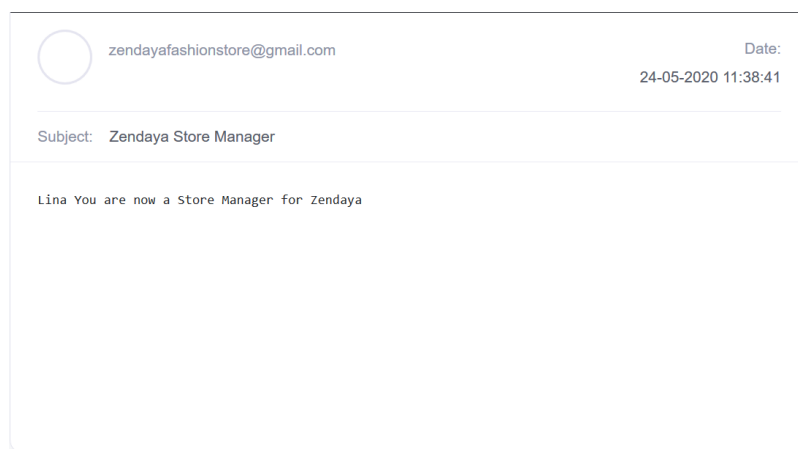 zendayafashionstore@gmail.com
Date:
24-05-2020 11:38:41
Subject: Zendaya Store Manager
Lina You are now a Store Manager for Zendaya